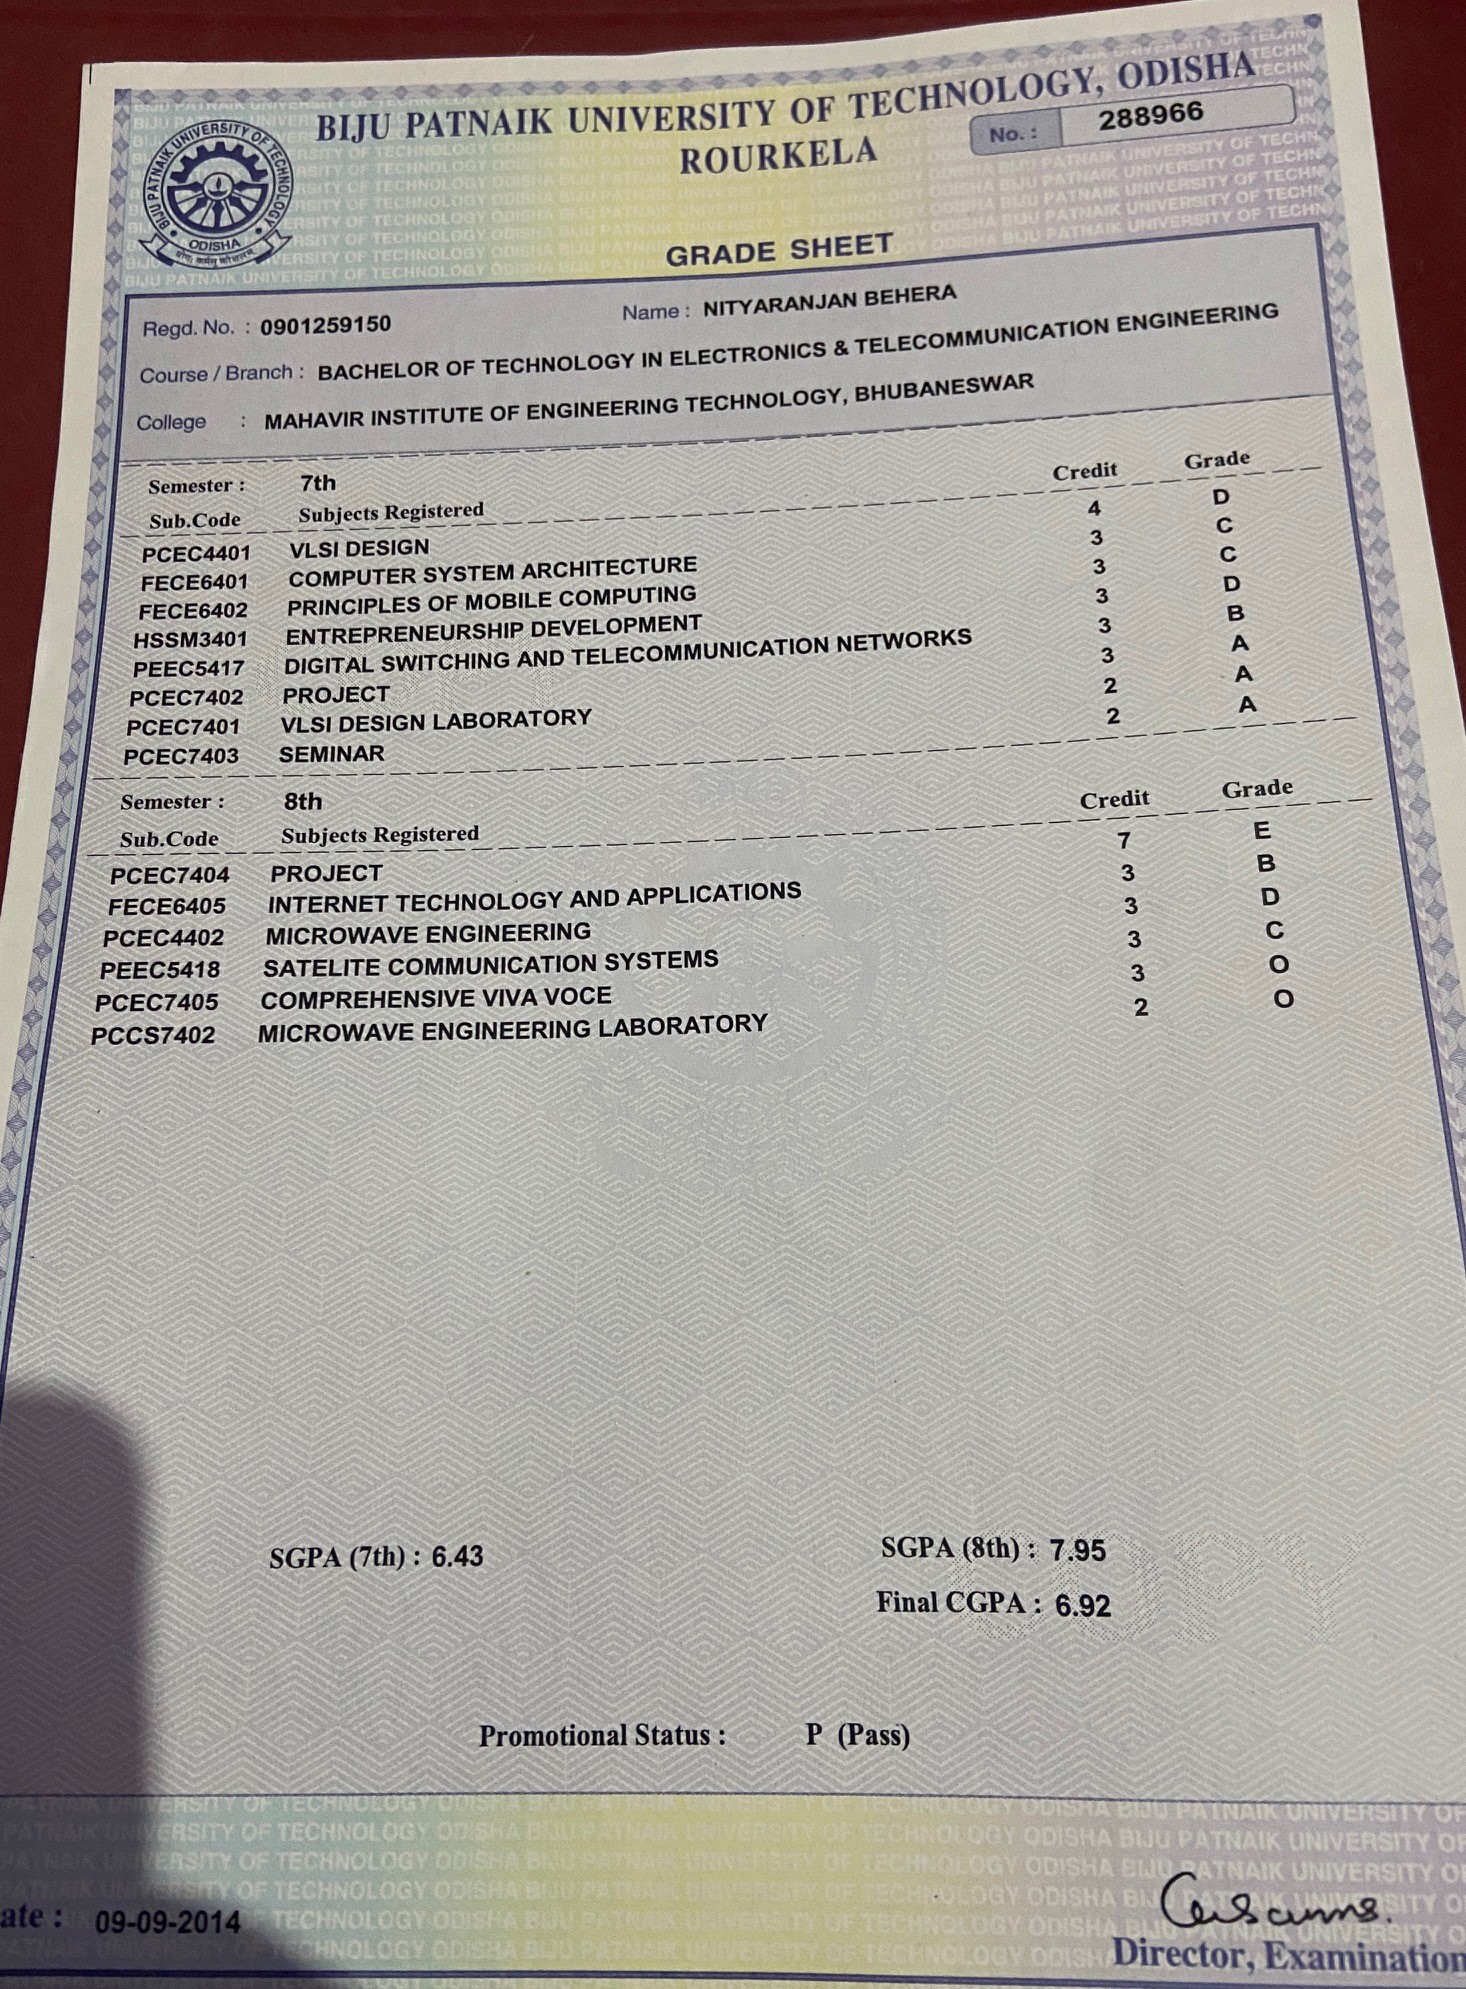 BIJU PATNAIK UNIVERSITY OF TECHNOLOGY, ODISHA
ROURKELA
No. : 288966
BIJU PATNAIK UNIVERSITY OF TECHNOLOGY
ODISHA
GRADE SHEET
Regd. No. : 0901259150 Name : NITYARANJAN BEHERA
Course / Branch : BACHELOR OF TECHNOLOGY IN ELECTRONICS & TELECOMMUNICATION ENGINEERING
College : MAHAVIR INSTITUTE OF ENGINEERING TECHNOLOGY, BHUBANESWAR
Semester : 7th Credit Grade
Sub.Code Subjects Registered
PCEC4401 VLSI DESIGN 4 D
FECE6401 COMPUTER SYSTEM ARCHITECTURE 3 C
FECE6402 PRINCIPLES OF MOBILE COMPUTING 3 C
HSSM3401 ENTREPRENEURSHIP DEVELOPMENT 3 D
PEEC5417 DIGITAL SWITCHING AND TELECOMMUNICATION NETWORKS 3 B
PCEC7402 PROJECT 3 A
PCEC7401 VLSI DESIGN LABORATORY 2 A
PCEC7403 SEMINAR 2 A
Semester : 8th Credit Grade
Sub.Code Subjects Registered
PCEC7404 PROJECT 7 E
FECE6405 INTERNET TECHNOLOGY AND APPLICATIONS 3 B
PCEC4402 MICROWAVE ENGINEERING 3 D
PEEC5418 SATELITE COMMUNICATION SYSTEMS 3 C
PCEC7405 COMPREHENSIVE VIVA VOCE 3 O
PCCS7402 MICROWAVE ENGINEERING LABORATORY 2 O
SGPA (7th) : 6.43 SGPA (8th) : 7.95
Final CGPA : 6.92
COPY
Promotional Status : P (Pass)
ate : 09-09-2014
Director, Examination